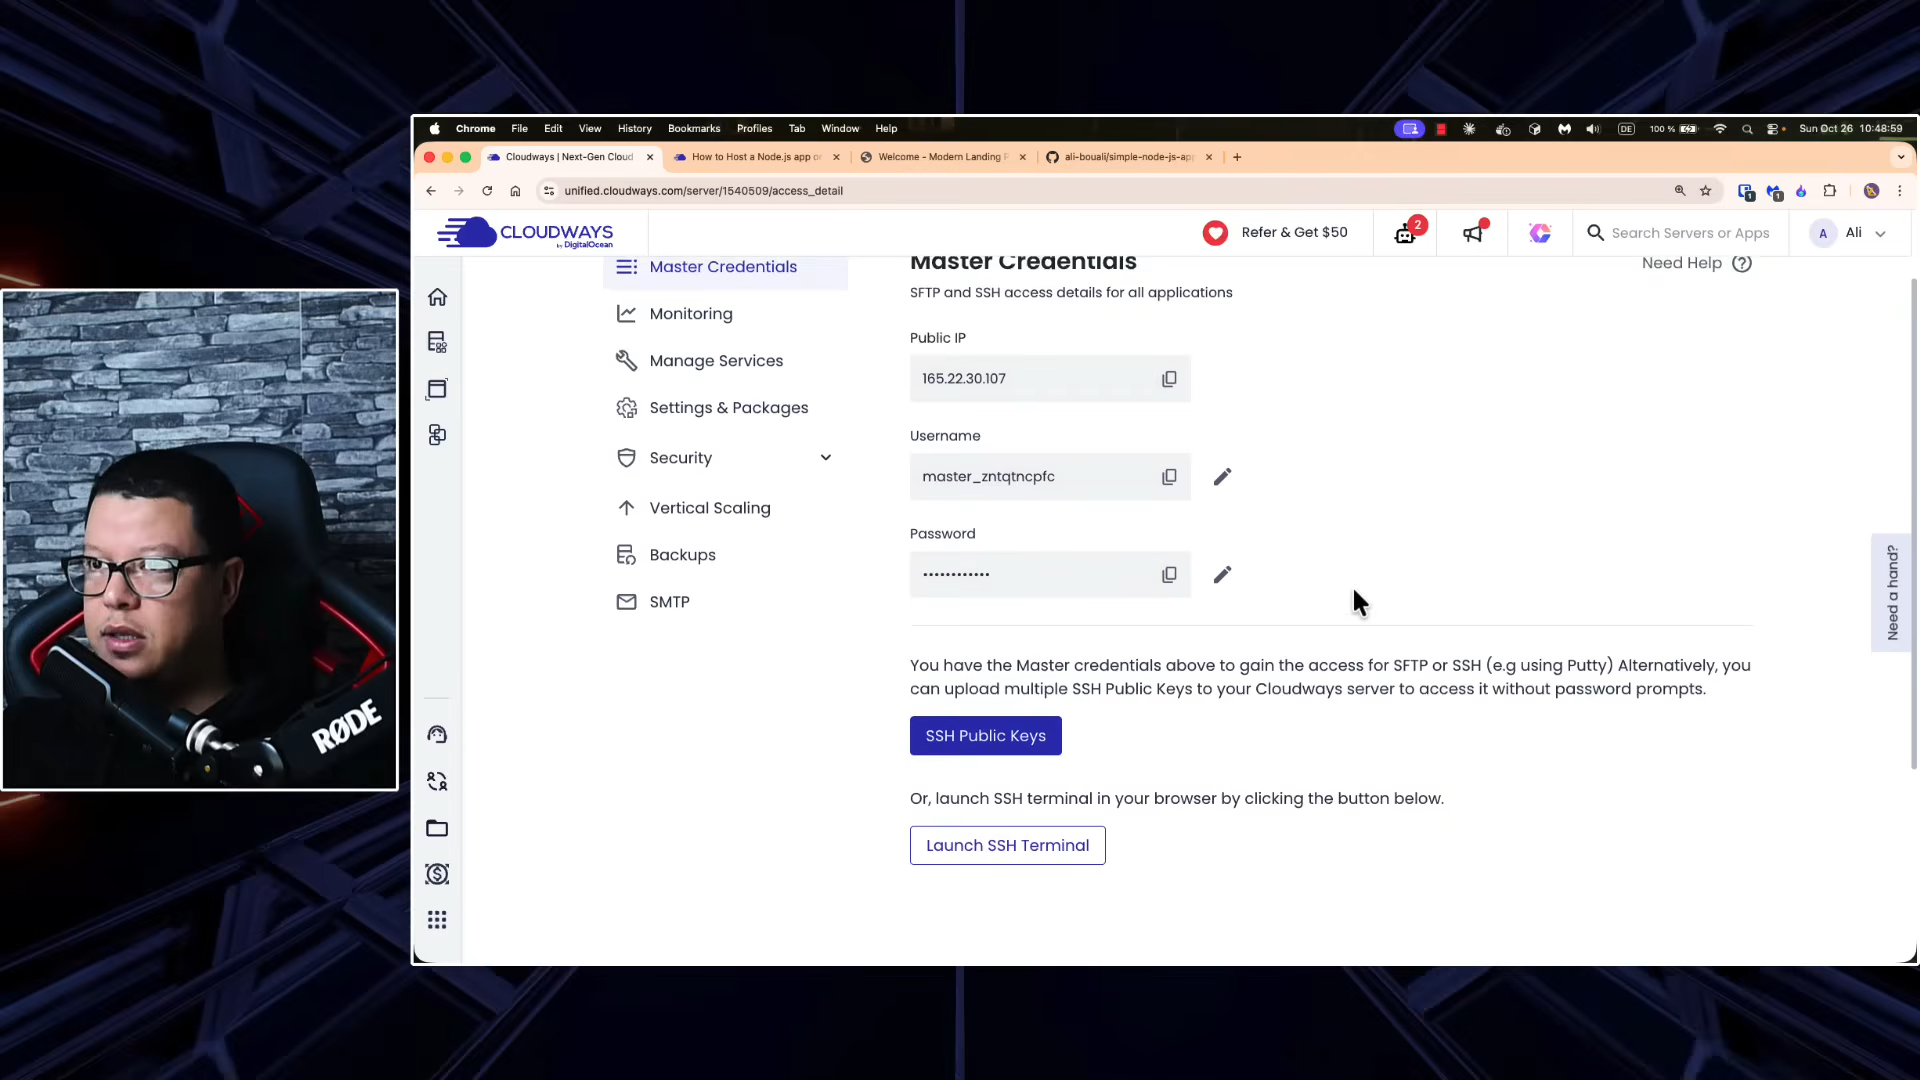 Chrome File Edit View History Bookmarks Profiles Tab Window Help DE 100 % Sun Oct 26 10:48:59
Cloudways | Next-Gen Cloud
How to Host a Node.js app o
Welcome - Modern Landing P
ali-bouali/simple-node-js-ap
unified.cloudways.com/server/1540509/access_detail
CLOUDWAYS
by DigitalOcean
Refer & Get $50
2
Search Servers or Apps
A Ali
Master Credentials
Monitoring
Manage Services
Settings & Packages
Security
Vertical Scaling
Backups
SMTP
Master Credentials
Need Help
SFTP and SSH access details for all applications
Public IP
165.22.30.107
Username
master_zntqtncpfc
Password
••••••••••••
You have the Master credentials above to gain the access for SFTP or SSH (e.g using Putty) Alternatively, you
can upload multiple SSH Public Keys to your Cloudways server to access it without password prompts.
SSH Public Keys
Or, launch SSH terminal in your browser by clicking the button below.
Launch SSH Terminal
Need a hand?
RØDE